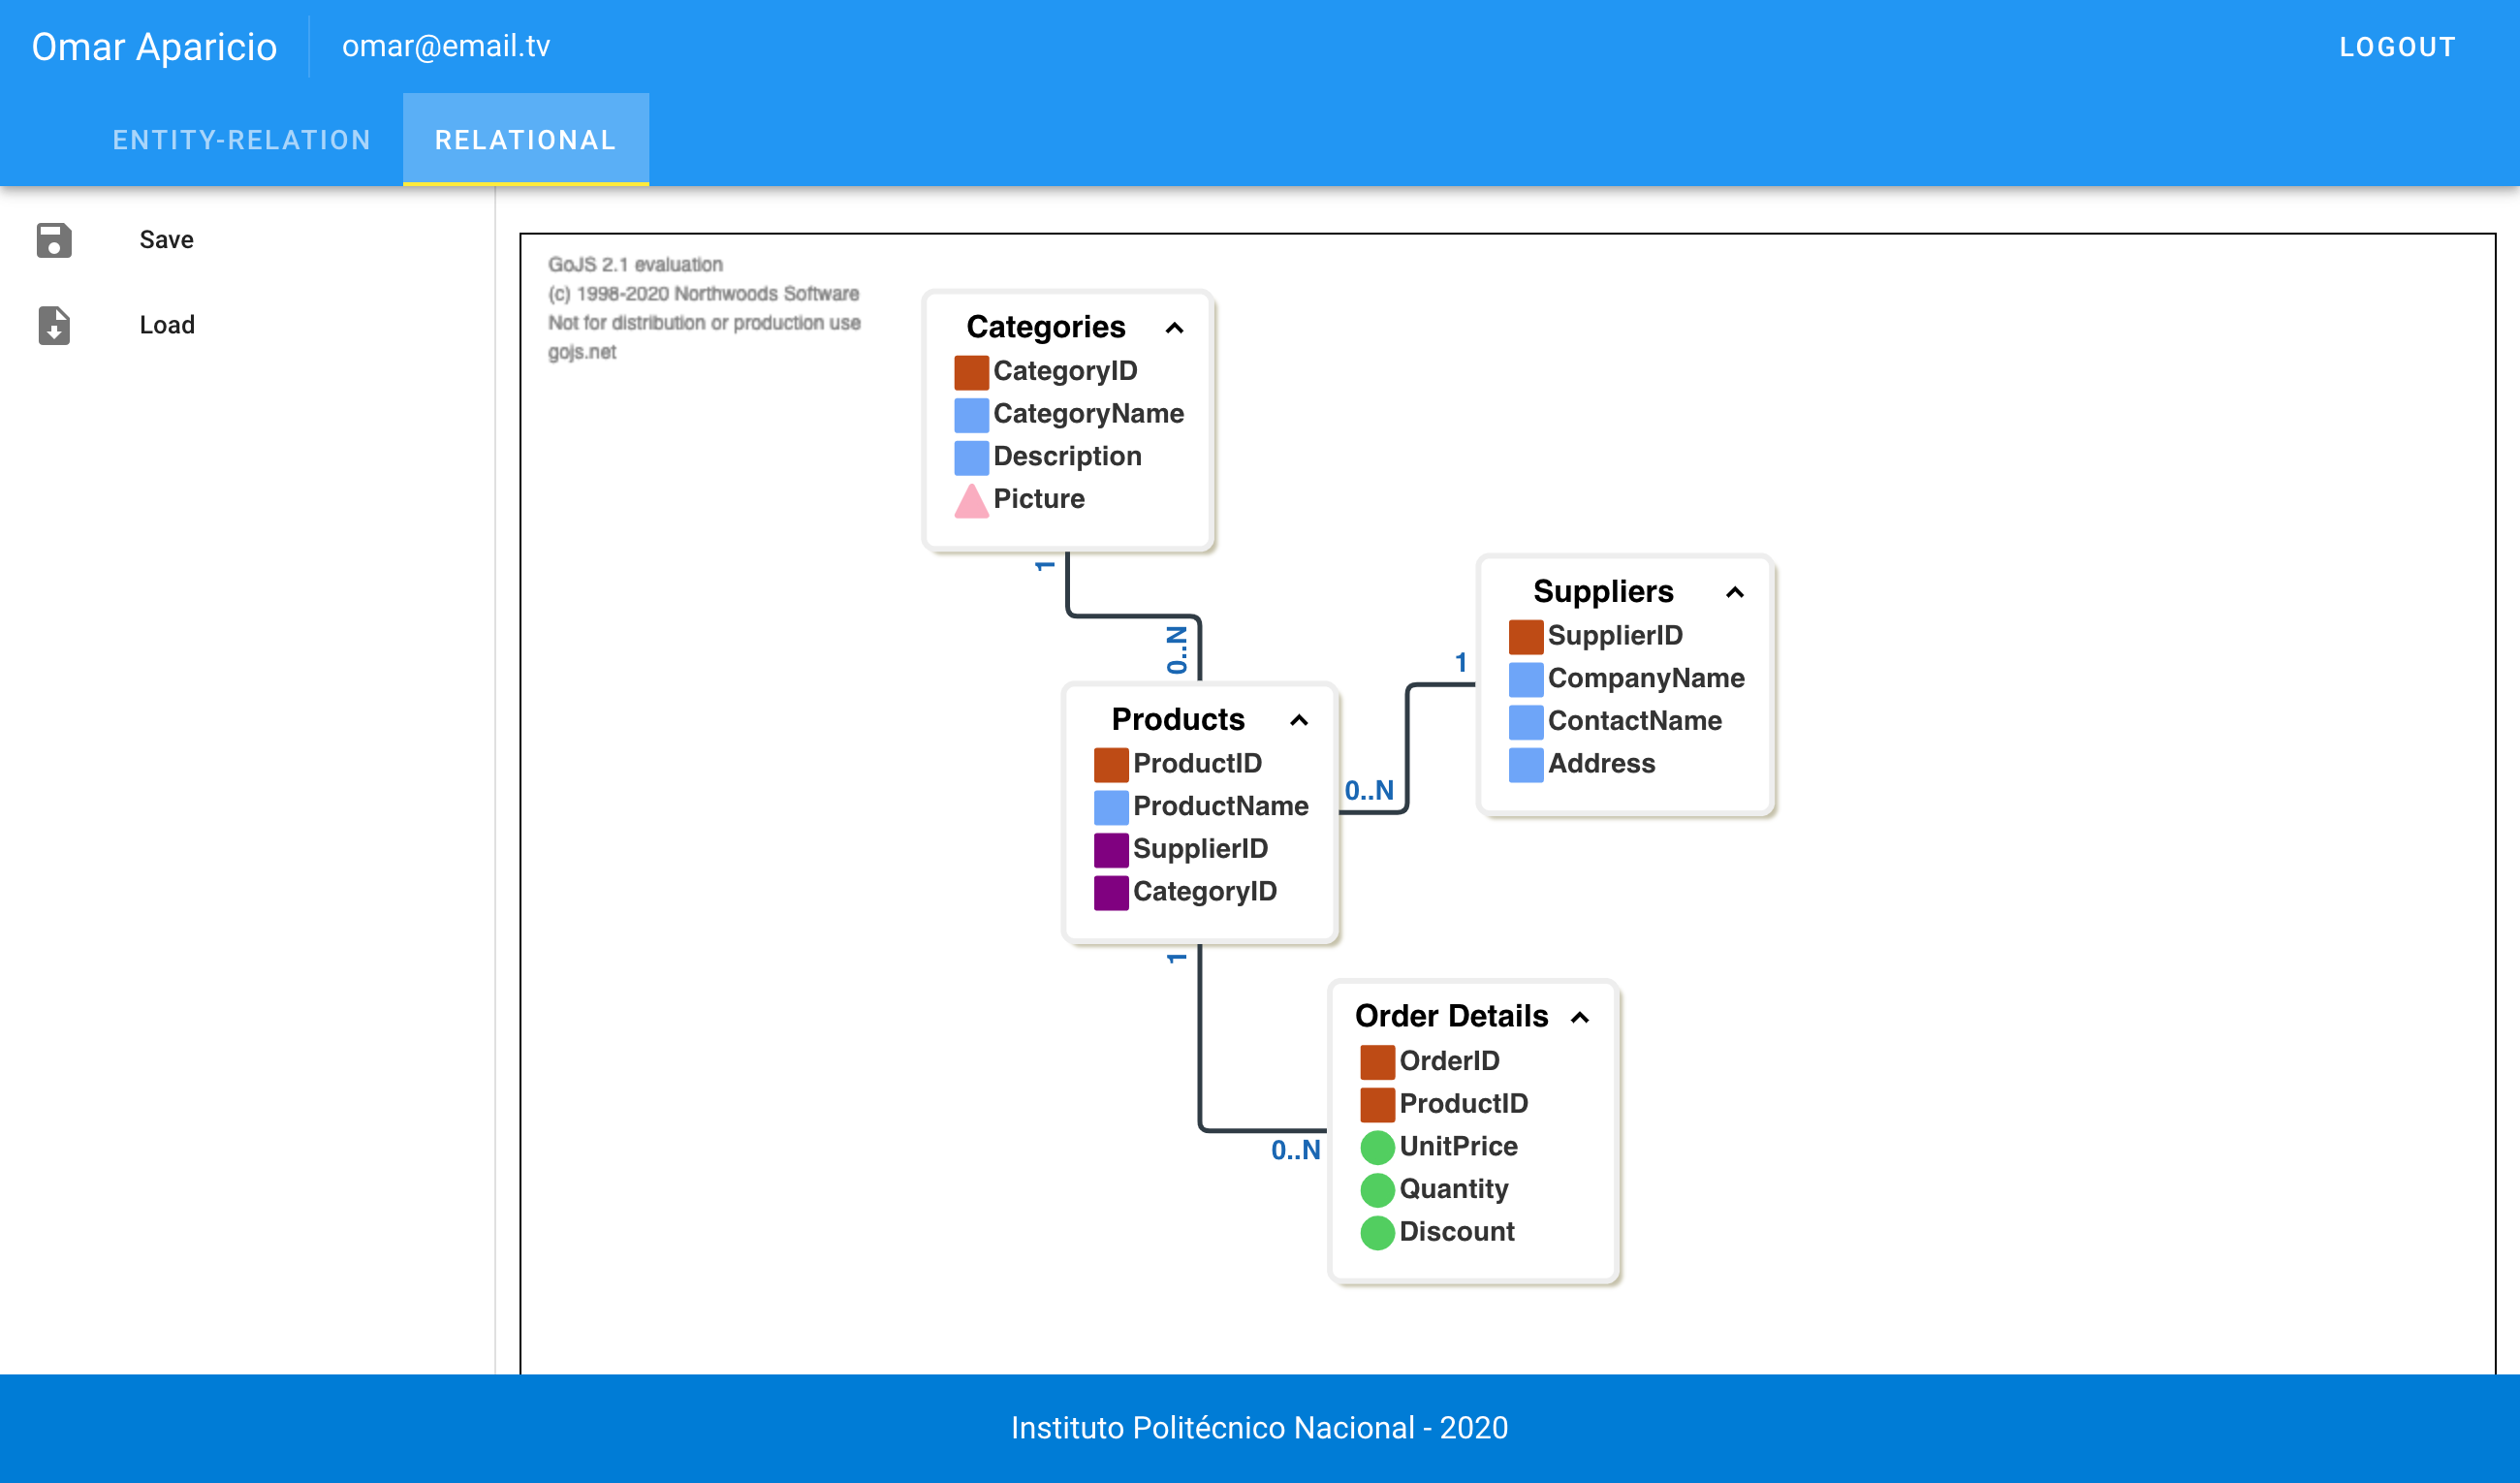 Omar Aparicio
omar@email.tv
LOGOUT
ENTITY-RELATION
RELATIONAL
Save
Load
GoJS 2.1 evaluation
(c) 1998-2020 Northwoods Software
Not for distribution or production use
gojs.net
Categories
CategoryID
CategoryName
Description
Picture
1
0..N
Suppliers
SupplierID
CompanyName
ContactName
Address
1
0..N
Products
ProductID
ProductName
SupplierID
CategoryID
1
0..N
Order Details
OrderID
ProductID
UnitPrice
Quantity
Discount
Instituto Politécnico Nacional - 2020